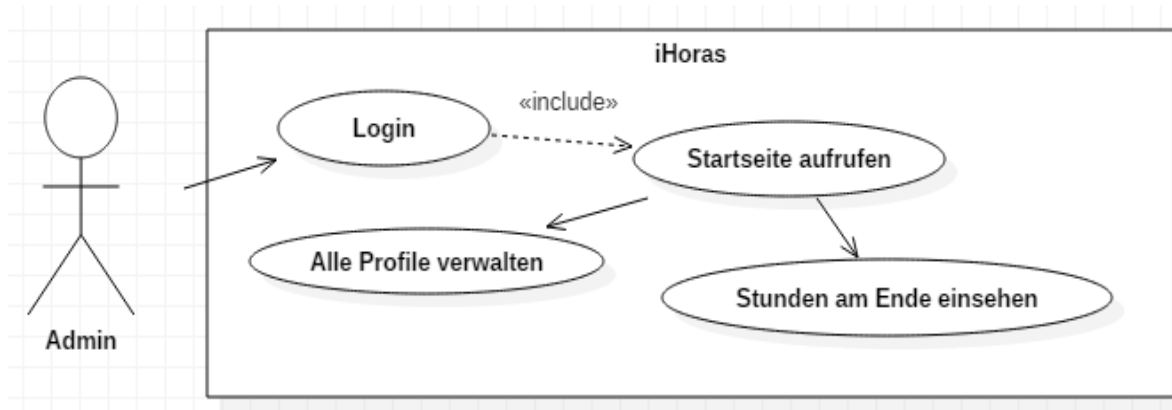 iHoras
«include»
Login
Startseite aufrufen
Alle Profile verwalten
Stunden am Ende einsehen
Admin